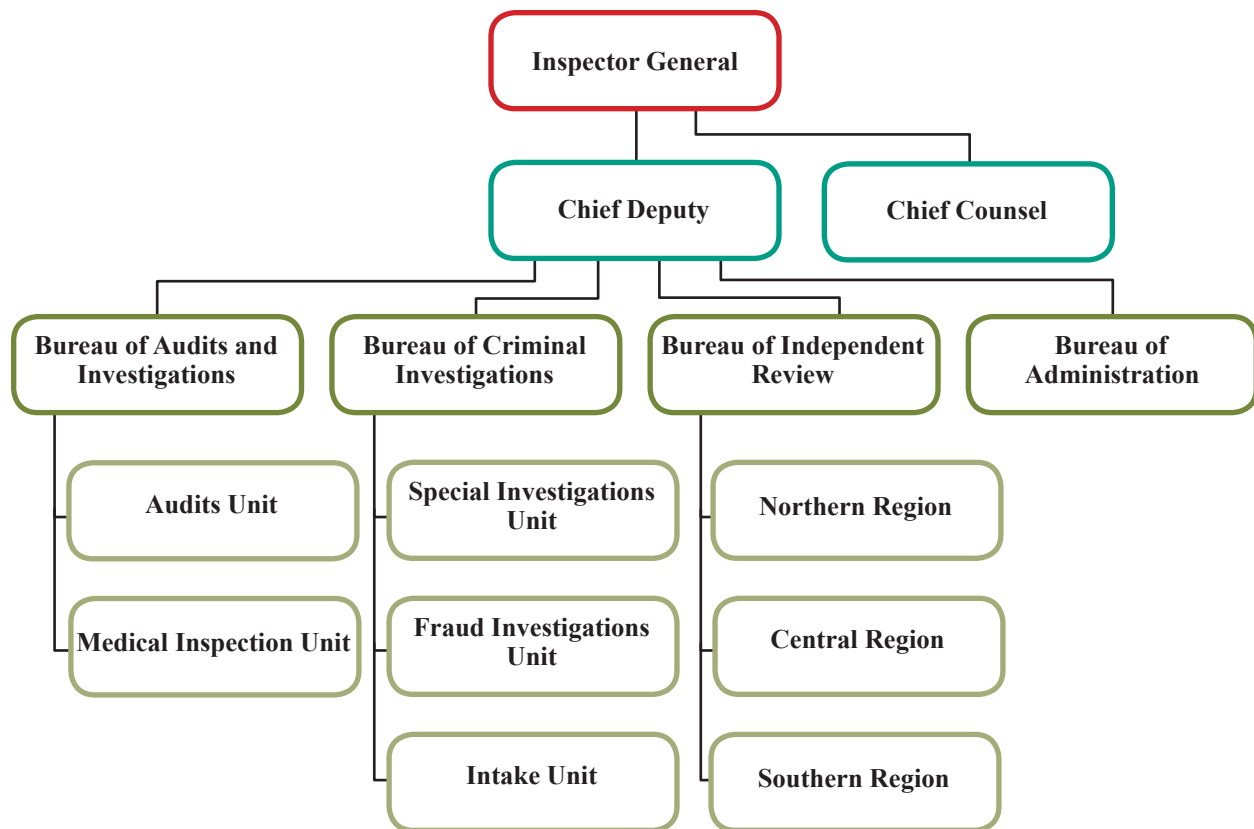 Inspector General
Chief Deputy
Chief Counsel
Bureau of Audits and
Investigations
Bureau of Criminal
Investigations
Bureau of Independent
Review
Bureau of
Administration
Audits Unit
Special Investigations
Unit
Northern Region
Medical Inspection Unit
Fraud Investigations
Unit
Central Region
Intake Unit
Southern Region